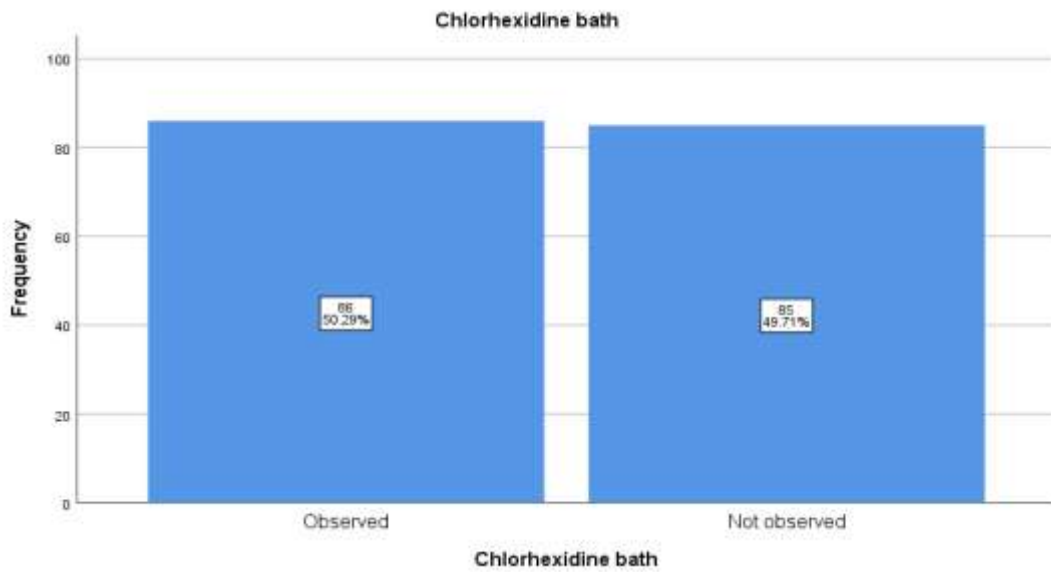 Chlorhexidine bath
100
80
60
40
20
0
Frequency
86
50.29%
85
49.71%
Observed
Not observed
Chlorhexidine bath